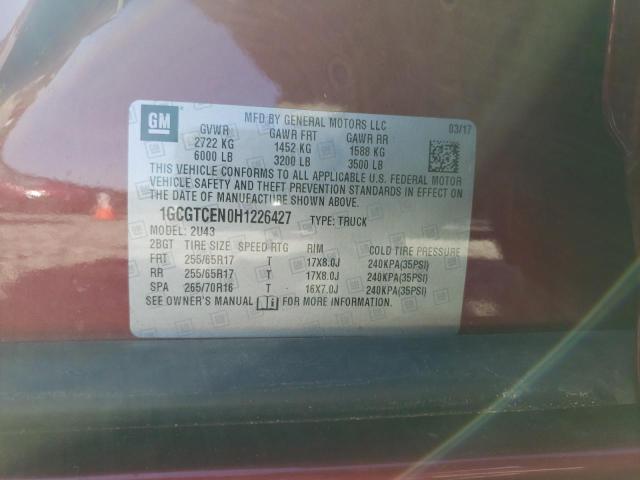 GM
MFD BY GENERAL MOTORS LLC
03/17
GVWR GAWR FRT GAWR RR
2722 KG 1452 KG 1588 KG
6000 LB 3200 LB 3500 LB
THIS VEHICLE CONFORMS TO ALL APPLICABLE U.S. FEDERAL MOTOR
VEHICLE SAFETY AND THEFT PREVENTION STANDARDS IN EFFECT ON
THE DATE OF MANUFACTURE SHOWN ABOVE.
1GCGTCEN0H1226427 TYPE: TRUCK
MODEL: 2U43
2BGT TIRE SIZE SPEED RTG RIM COLD TIRE PRESSURE
FRT 255/65R17 T 17X8.0J 240KPA(35PSI)
RR 255/65R17 T 17X8.0J 240KPA(35PSI)
SPA 265/70R16 T 16X7.0J 240KPA(35PSI)
SEE OWNER'S MANUAL FOR MORE INFORMATION.